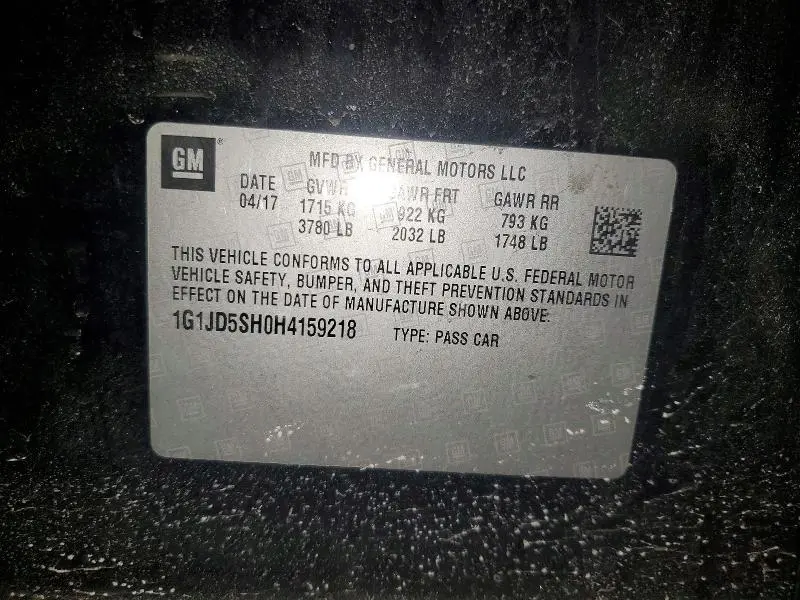 GM
MFD BY GENERAL MOTORS LLC
DATE GVWR GAWR FRT GAWR RR
04/17 1715 KG 922 KG 793 KG
3780 LB 2032 LB 1748 LB
THIS VEHICLE CONFORMS TO ALL APPLICABLE U.S. FEDERAL MOTOR
VEHICLE SAFETY, BUMPER, AND THEFT PREVENTION STANDARDS IN
EFFECT ON THE DATE OF MANUFACTURE SHOWN ABOVE:
1G1JD5SH0H4159218 TYPE: PASS CAR